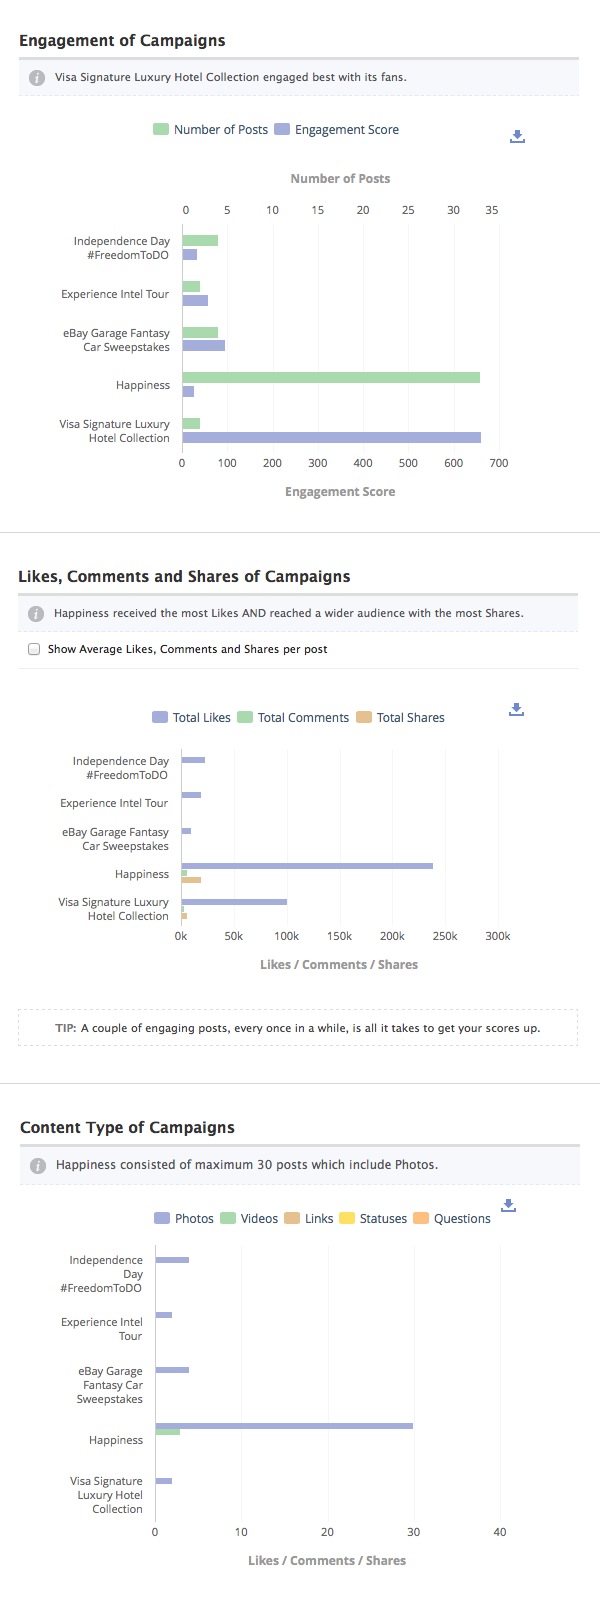 Engagement of Campaigns
i Visa Signature Luxury Hotel Collection engaged best with its fans.
Number of Posts Engagement Score
Number of Posts
0 5 10 15 20 25 30 35
Independence Day
#FreedomToDO
Experience Intel Tour
eBay Garage Fantasy
Car Sweepstakes
Happiness
Visa Signature Luxury
Hotel Collection
0 100 200 300 400 500 600 700
Engagement Score
Likes, Comments and Shares of Campaigns
i Happiness received the most Likes AND reached a wider audience with the most Shares.
Show Average Likes, Comments and Shares per post
Total Likes Total Comments Total Shares
Independence Day
#FreedomToDO
Experience Intel Tour
eBay Garage Fantasy
Car Sweepstakes
Happiness
Visa Signature Luxury
Hotel Collection
0k 50k 100k 150k 200k 250k 300k
Likes / Comments / Shares
TIP: A couple of engaging posts, every once in a while, is all it takes to get your scores up.
Content Type of Campaigns
i Happiness consisted of maximum 30 posts which include Photos.
Photos Videos Links Statuses Questions
Independence
Day
#FreedomToDO
Experience Intel
Tour
eBay Garage
Fantasy Car
Sweepstakes
Happiness
Visa Signature
Luxury Hotel
Collection
0 10 20 30 40
Likes / Comments / Shares